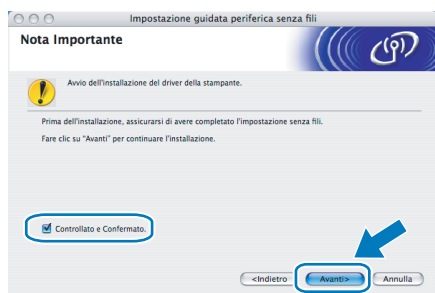 Impostazione guidata periferica senza fili
Nota Importante
Avvio dell'installazione del driver della stampante.
Prima dell'installazione, assicurarsi di avere completato l'impostazione senza fili.
Fare clic su "Avanti" per continuare l'installazione.
Controllato e Confermato.
<Indietro Avanti> Annulla